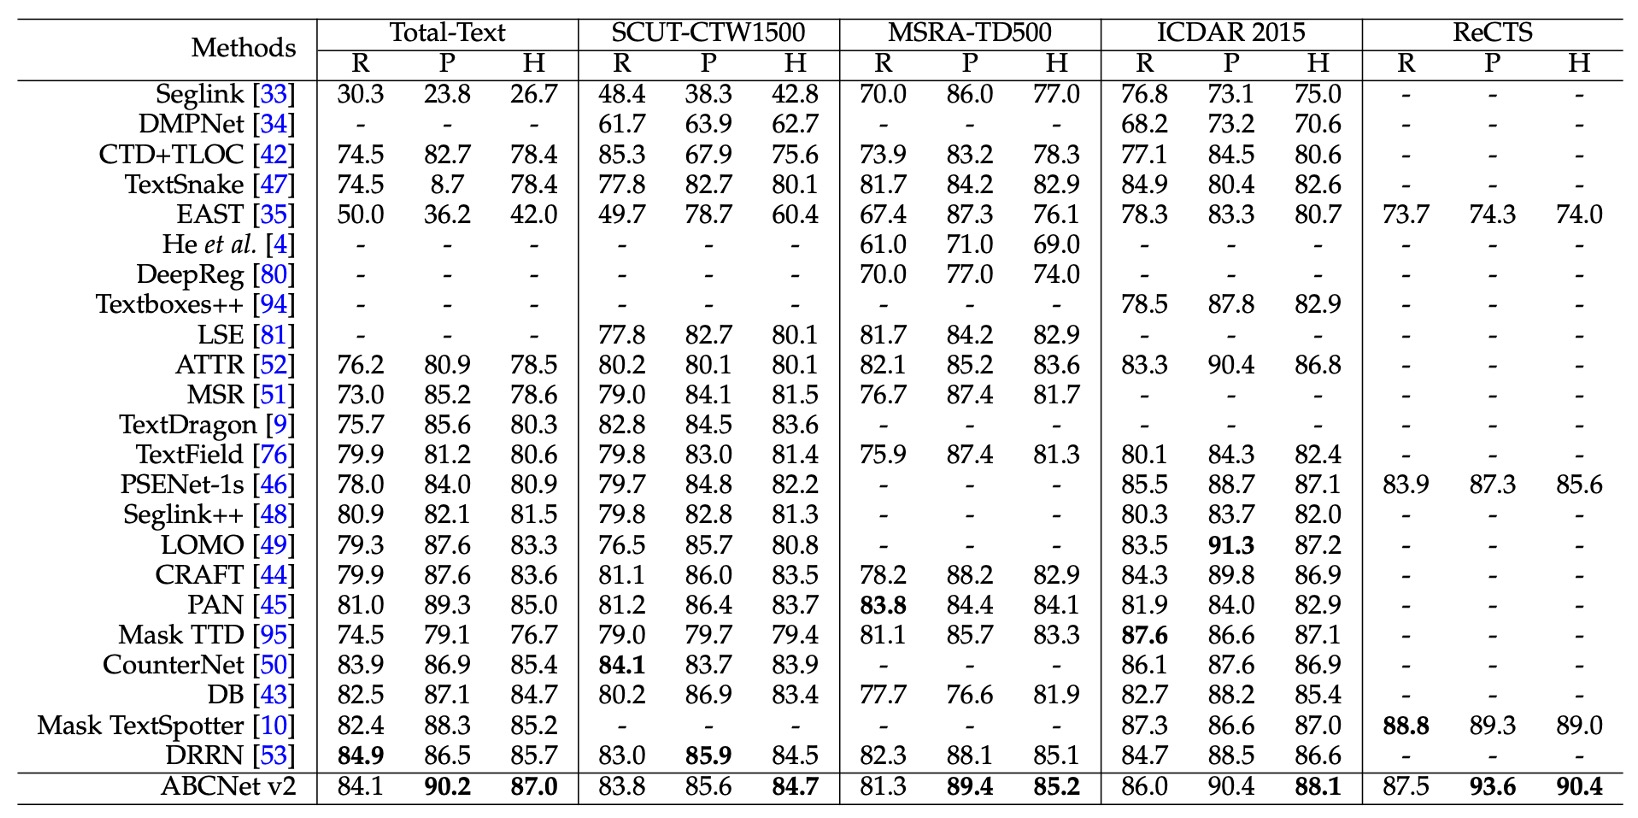 Methods Total-Text SCUT-CTW1500 MSRA-TD500 ICDAR 2015 ReCTS
R P H R P H R P H R P H R P H
Seglink [33] 30.3 23.8 26.7 48.4 38.3 42.8 70.0 86.0 77.0 76.8 73.1 75.0 - - -
DMPNet [34] - - - 61.7 63.9 62.7 - - - 68.2 73.2 70.6 - - -
CTD+TLOC [42] 74.5 82.7 78.4 85.3 67.9 75.6 73.9 83.2 78.3 77.1 84.5 80.6 - - -
TextSnake [47] 74.5 8.7 78.4 77.8 82.7 80.1 81.7 84.2 82.9 84.9 80.4 82.6 - - -
EAST [35] 50.0 36.2 42.0 49.7 78.7 60.4 67.4 87.3 76.1 78.3 83.3 80.7 73.7 74.3 74.0
He et al. [4] - - - - - - 61.0 71.0 69.0 - - - - - -
DeepReg [80] - - - - - - 70.0 77.0 74.0 - - - - - -
Textboxes++ [94] - - - - - - - - - 78.5 87.8 82.9 - - -
LSE [81] - - - 77.8 82.7 80.1 81.7 84.2 82.9 - - - - - -
ATTR [52] 76.2 80.9 78.5 80.2 80.1 80.1 82.1 85.2 83.6 83.3 90.4 86.8 - - -
MSR [51] 73.0 85.2 78.6 79.0 84.1 81.5 76.7 87.4 81.7 - - - - - -
TextDragon [9] 75.7 85.6 80.3 82.8 84.5 83.6 - - - - - - - - -
TextField [76] 79.9 81.2 80.6 79.8 83.0 81.4 75.9 87.4 81.3 80.1 84.3 82.4 - - -
PSENet-1s [46] 78.0 84.0 80.9 79.7 84.8 82.2 - - - 85.5 88.7 87.1 83.9 87.3 85.6
Seglink++ [48] 80.9 82.1 81.5 79.8 82.8 81.3 - - - 80.3 83.7 82.0 - - -
LOMO [49] 79.3 87.6 83.3 76.5 85.7 80.8 - - - 83.5 91.3 87.2 - - -
CRAFT [44] 79.9 87.6 83.6 81.1 86.0 83.5 78.2 88.2 82.9 84.3 89.8 86.9 - - -
PAN [45] 81.0 89.3 85.0 81.2 86.4 83.7 83.8 84.4 84.1 81.9 84.0 82.9 - - -
Mask TTD [95] 74.5 79.1 76.7 79.0 79.7 79.4 81.1 85.7 83.3 87.6 86.6 87.1 - - -
CounterNet [50] 83.9 86.9 85.4 84.1 83.7 83.9 - - - 86.1 87.6 86.9 - - -
DB [43] 82.5 87.1 84.7 80.2 86.9 83.4 77.7 76.6 81.9 82.7 88.2 85.4 - - -
Mask TextSpotter [10] 82.4 88.3 85.2 - - - - - - 87.3 86.6 87.0 88.8 89.3 89.0
DRRN [53] 84.9 86.5 85.7 83.0 85.9 84.5 82.3 88.1 85.1 84.7 88.5 86.6 - - -
ABCNet v2 84.1 90.2 87.0 83.8 85.6 84.7 81.3 89.4 85.2 86.0 90.4 88.1 87.5 93.6 90.4